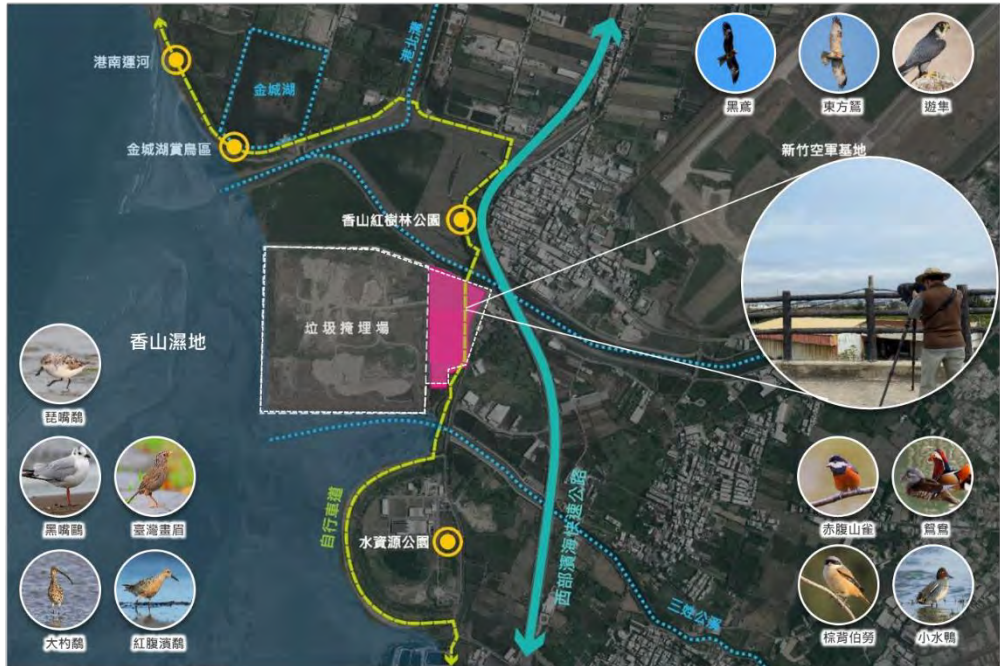 港南運河
金城湖
港北溝
金城湖賞鳥區
黑鳶
東方鵟
遊隼
新竹空軍基地
香山紅樹林公園
垃圾掩埋場
香山濕地
琵嘴鷸
黑嘴鷗
臺灣畫眉
大杓鷸
紅腹濱鷸
自行車道
水資源公園
西部濱海快速公路
三姓公溪
赤腹山雀
鴛鴦
棕背伯勞
小水鴨